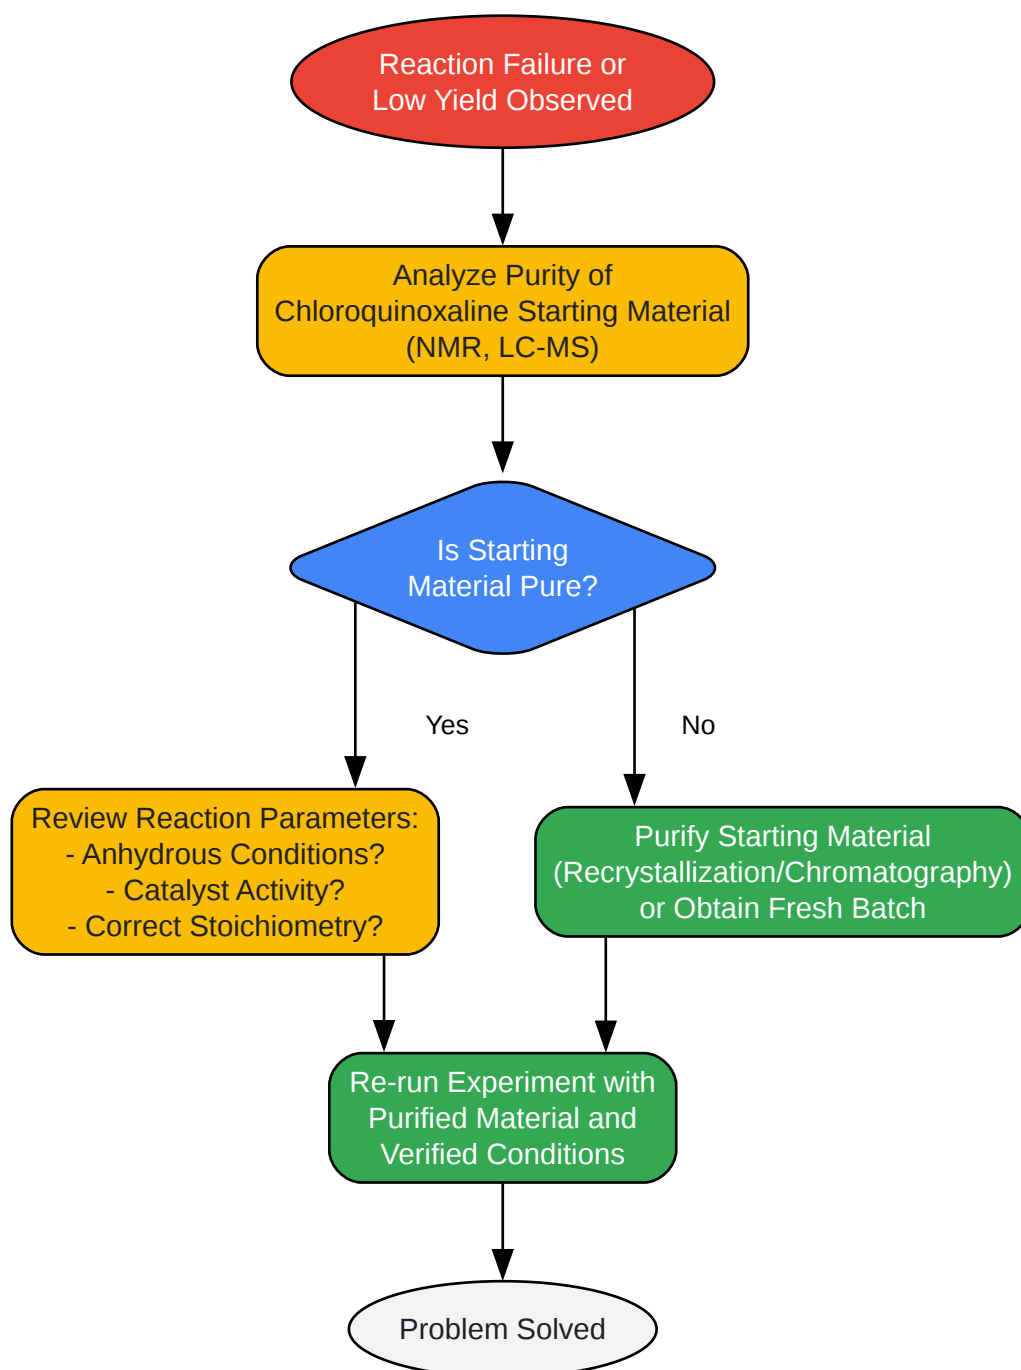 Reaction Failure or
Low Yield Observed
Analyze Purity of
Chloroquinoxaline Starting Material
(NMR, LC-MS)
Is Starting
Material Pure?
Yes
No
Review Reaction Parameters:
- Anhydrous Conditions?
- Catalyst Activity?
- Correct Stoichiometry?
Purify Starting Material
(Recrystallization/Chromatography)
or Obtain Fresh Batch
Re-run Experiment with
Purified Material and
Verified Conditions
Problem Solved